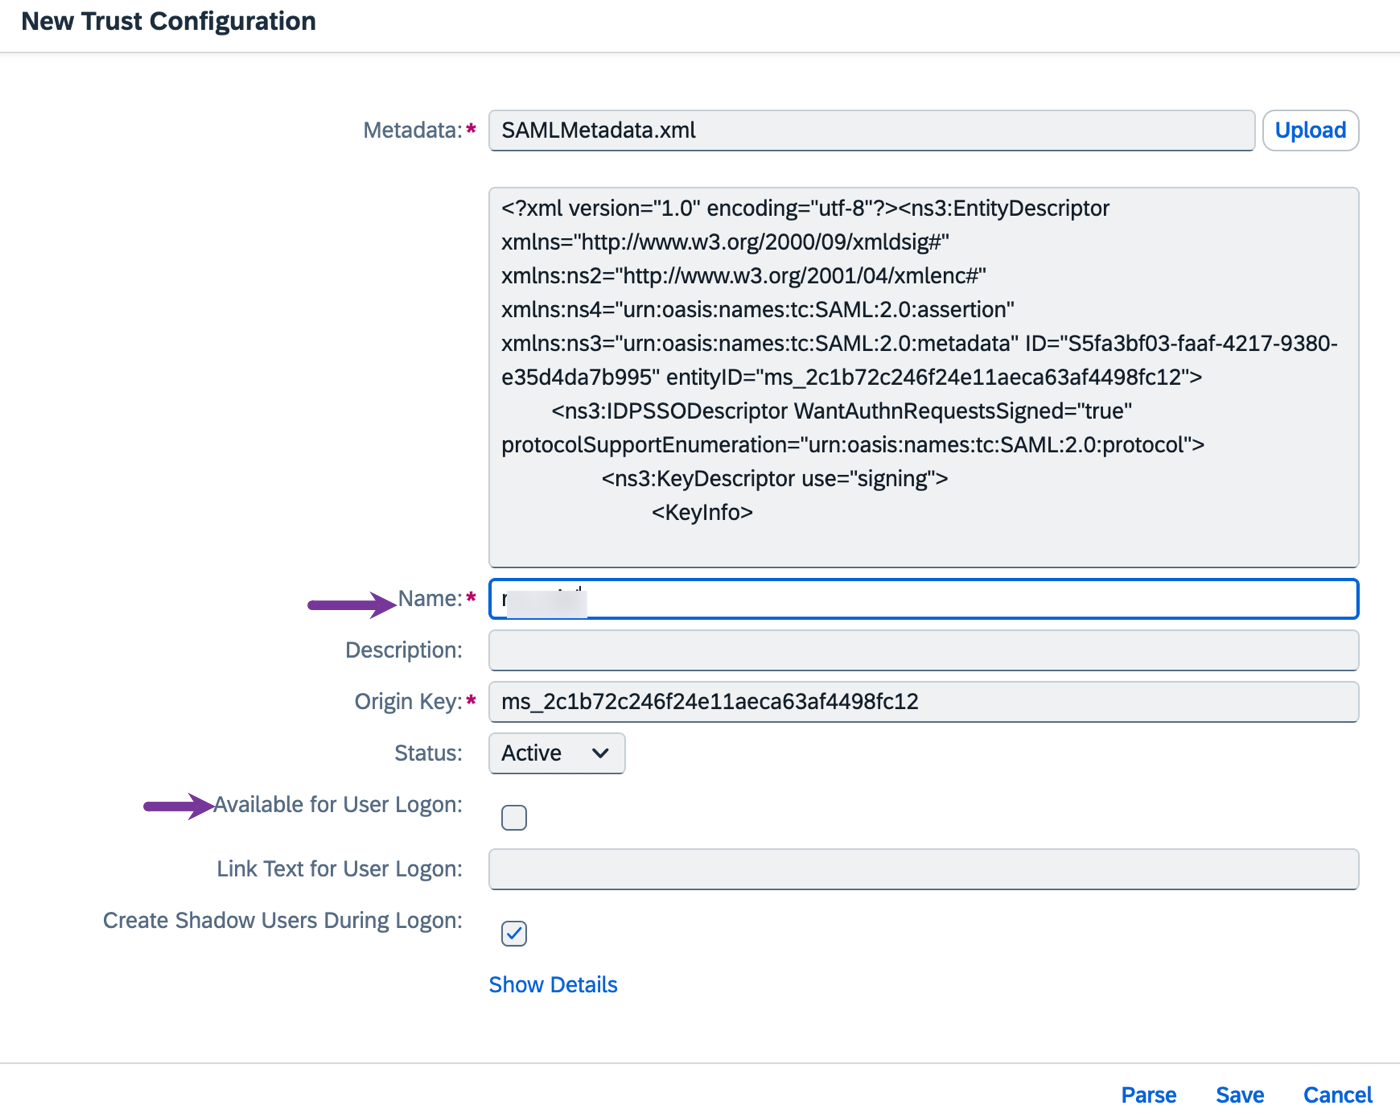 New Trust Configuration
Metadata:* SAMLMetadata.xml Upload
<?xml version="1.0" encoding="utf-8"?><ns3:EntityDescriptor
xmlns="http://www.w3.org/2000/09/xmldsig#"
xmlns:ns2="http://www.w3.org/2001/04/xmlenc#"
xmlns:ns4="urn:oasis:names:tc:SAML:2.0:assertion"
xmlns:ns3="urn:oasis:names:tc:SAML:2.0:metadata" ID="S5fa3bf03-faaf-4217-9380-
e35d4da7b995" entityID="ms_2c1b72c246f24e11aeca63af4498fc12">
<ns3:IDPSSODescriptor WantAuthnRequestsSigned="true"
protocolSupportEnumeration="urn:oasis:names:tc:SAML:2.0:protocol">
<ns3:KeyDescriptor use="signing">
<KeyInfo>
Name:*
Description:
Origin Key:* ms_2c1b72c246f24e11aeca63af4498fc12
Status: Active
Available for User Logon:
Link Text for User Logon:
Create Shadow Users During Logon:
Show Details
Parse Save Cancel